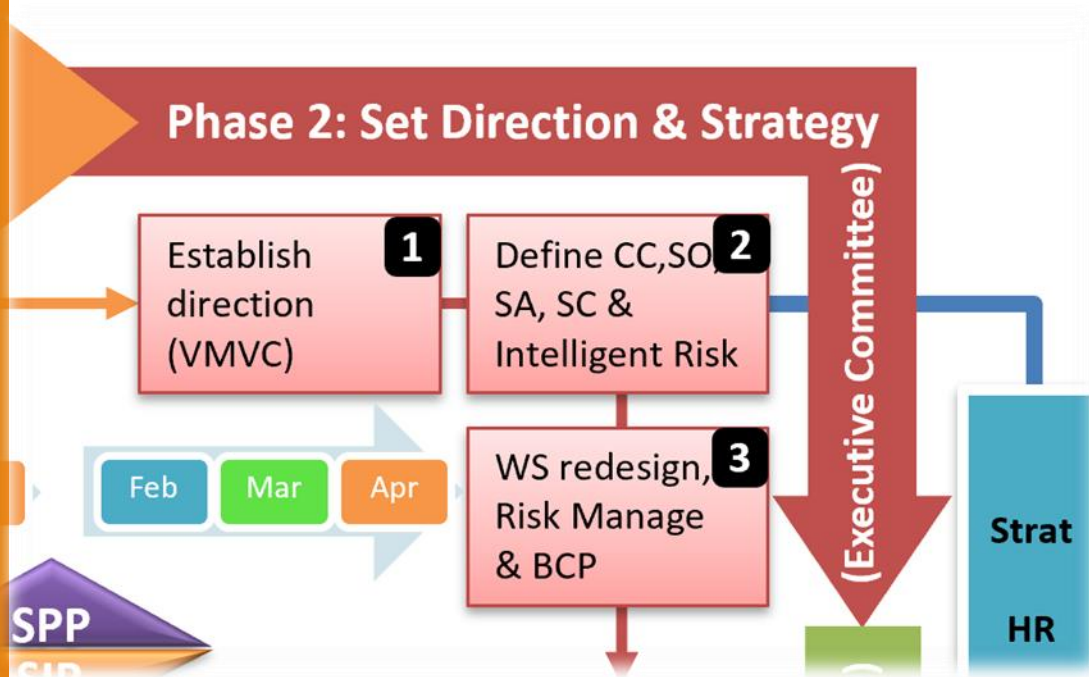 Phase 2: Set Direction & Strategy
(Executive Committee)
Establish
direction
(VMVC)
1
Define CC,SO,
SA, SC &
Intelligent Risk
2
Feb
Mar
Apr
WS redesign,
Risk Manage
& BCP
3
Strat
HR
SPP